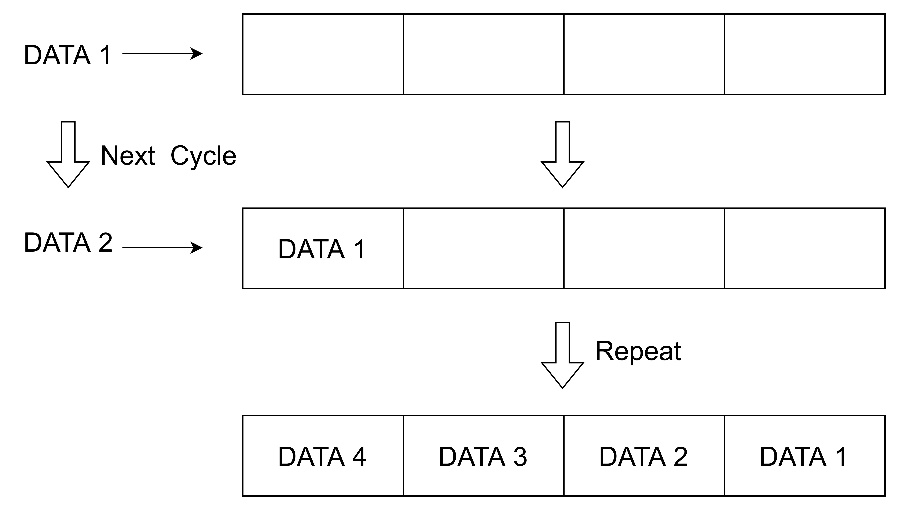 DATA 1
Next Cycle
DATA 2
DATA 1
Repeat
DATA 4
DATA 3
DATA 2
DATA 1